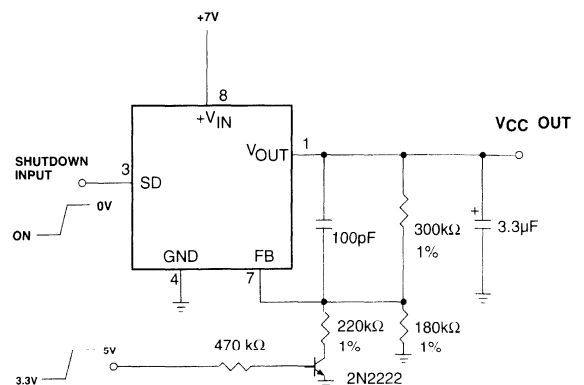 +7V
8
+VIN
VOUT
1
VCC OUT
SHUTDOWN
INPUT
3
SD
0V
ON
GND
FB
4
7
100pF
300kΩ
1%
+
3.3µF
220kΩ
1%
180kΩ
1%
470 kΩ
5V
3.3V
2N2222